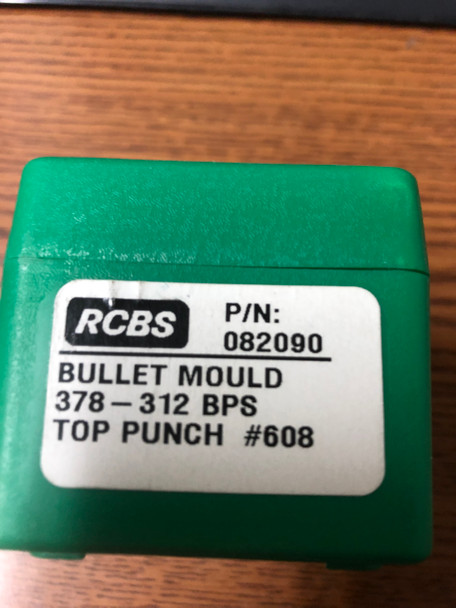 RCBS P/N:
082090
BULLET MOULD
378-312 BPS
TOP PUNCH #608